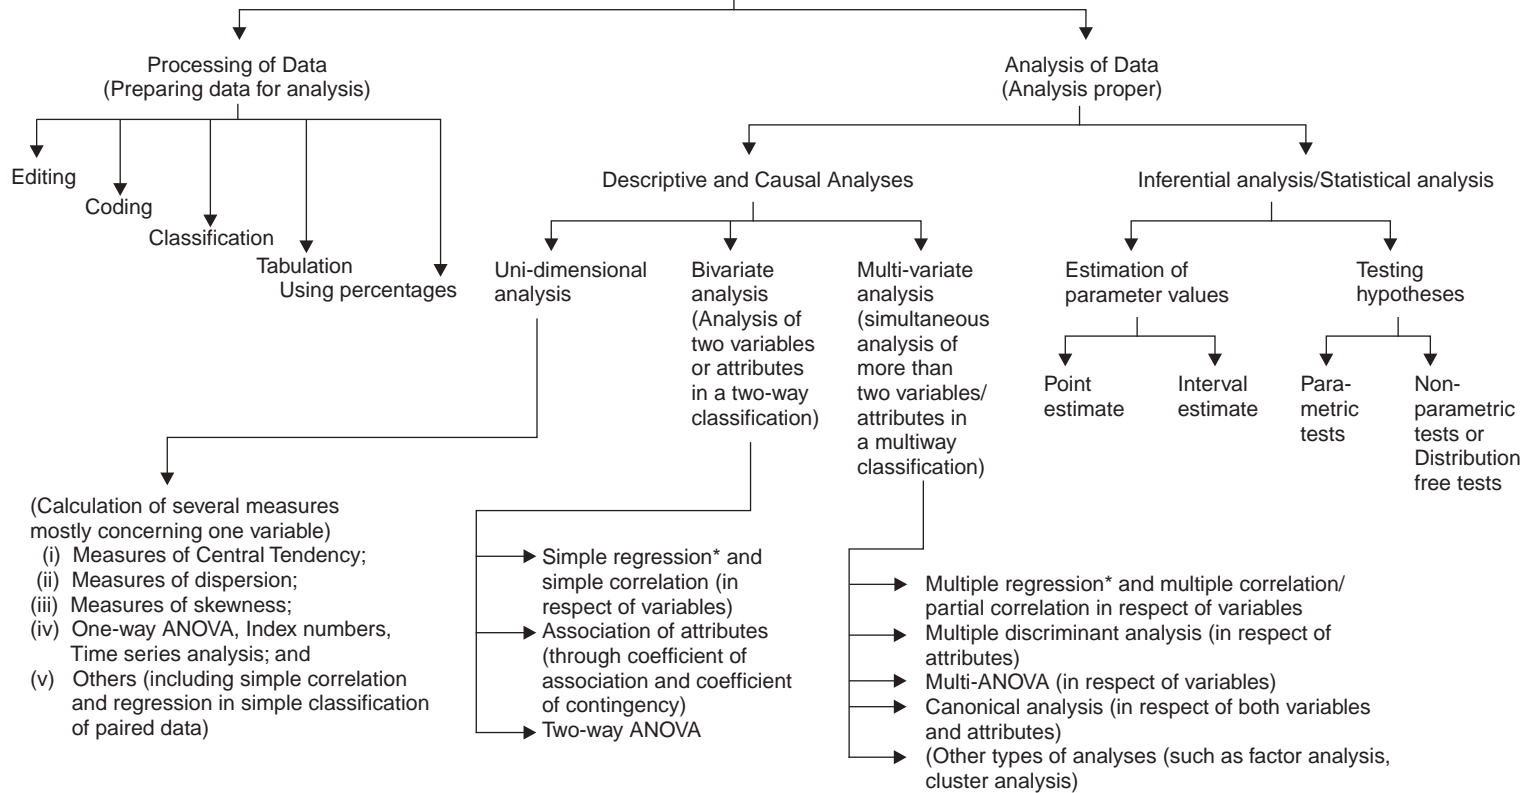 Processing of Data
(Preparing data for analysis)
Analysis of Data
(Analysis proper)
Editing
Coding
Classification
Tabulation
Using percentages
Descriptive and Causal Analyses
Inferential analysis/Statistical analysis
Uni-dimensional
analysis
Bivariate
analysis
(Analysis of
two variables
or attributes
in a two-way
classification)
Multi-variate
analysis
(simultaneous
analysis of
more than
two variables/
attributes in
a multiway
classification)
Estimation of
parameter values
Testing
hypotheses
Point
estimate
Interval
estimate
Para-
metric
tests
Non-
parametric
tests or
Distribution
free tests
(Calculation of several measures
mostly concerning one variable)
(i) Measures of Central Tendency;
(ii) Measures of dispersion;
(iii) Measures of skewness;
(iv) One-way ANOVA, Index numbers,
Time series analysis; and
(v) Others (including simple correlation
and regression in simple classification
of paired data)
Simple regression* and
simple correlation (in
respect of variables)
Association of attributes
(through coefficient of
association and coefficient
of contingency)
Two-way ANOVA
Multiple regression* and multiple correlation/
partial correlation in respect of variables
Multiple discriminant analysis (in respect of
attributes)
Multi-ANOVA (in respect of variables)
Canonical analysis (in respect of both variables
and attributes)
(Other types of analyses (such as factor analysis,
cluster analysis)